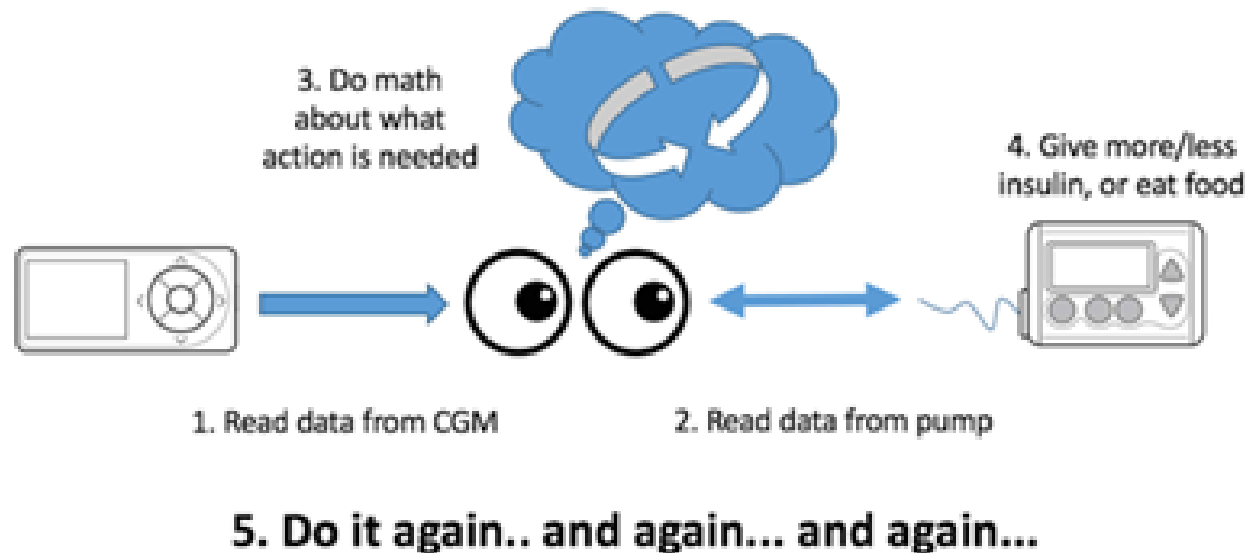 3. Do math
about what
action is needed
4. Give more/less
insulin, or eat food
1. Read data from CGM
2. Read data from pump
5. Do it again.. and again... and again...